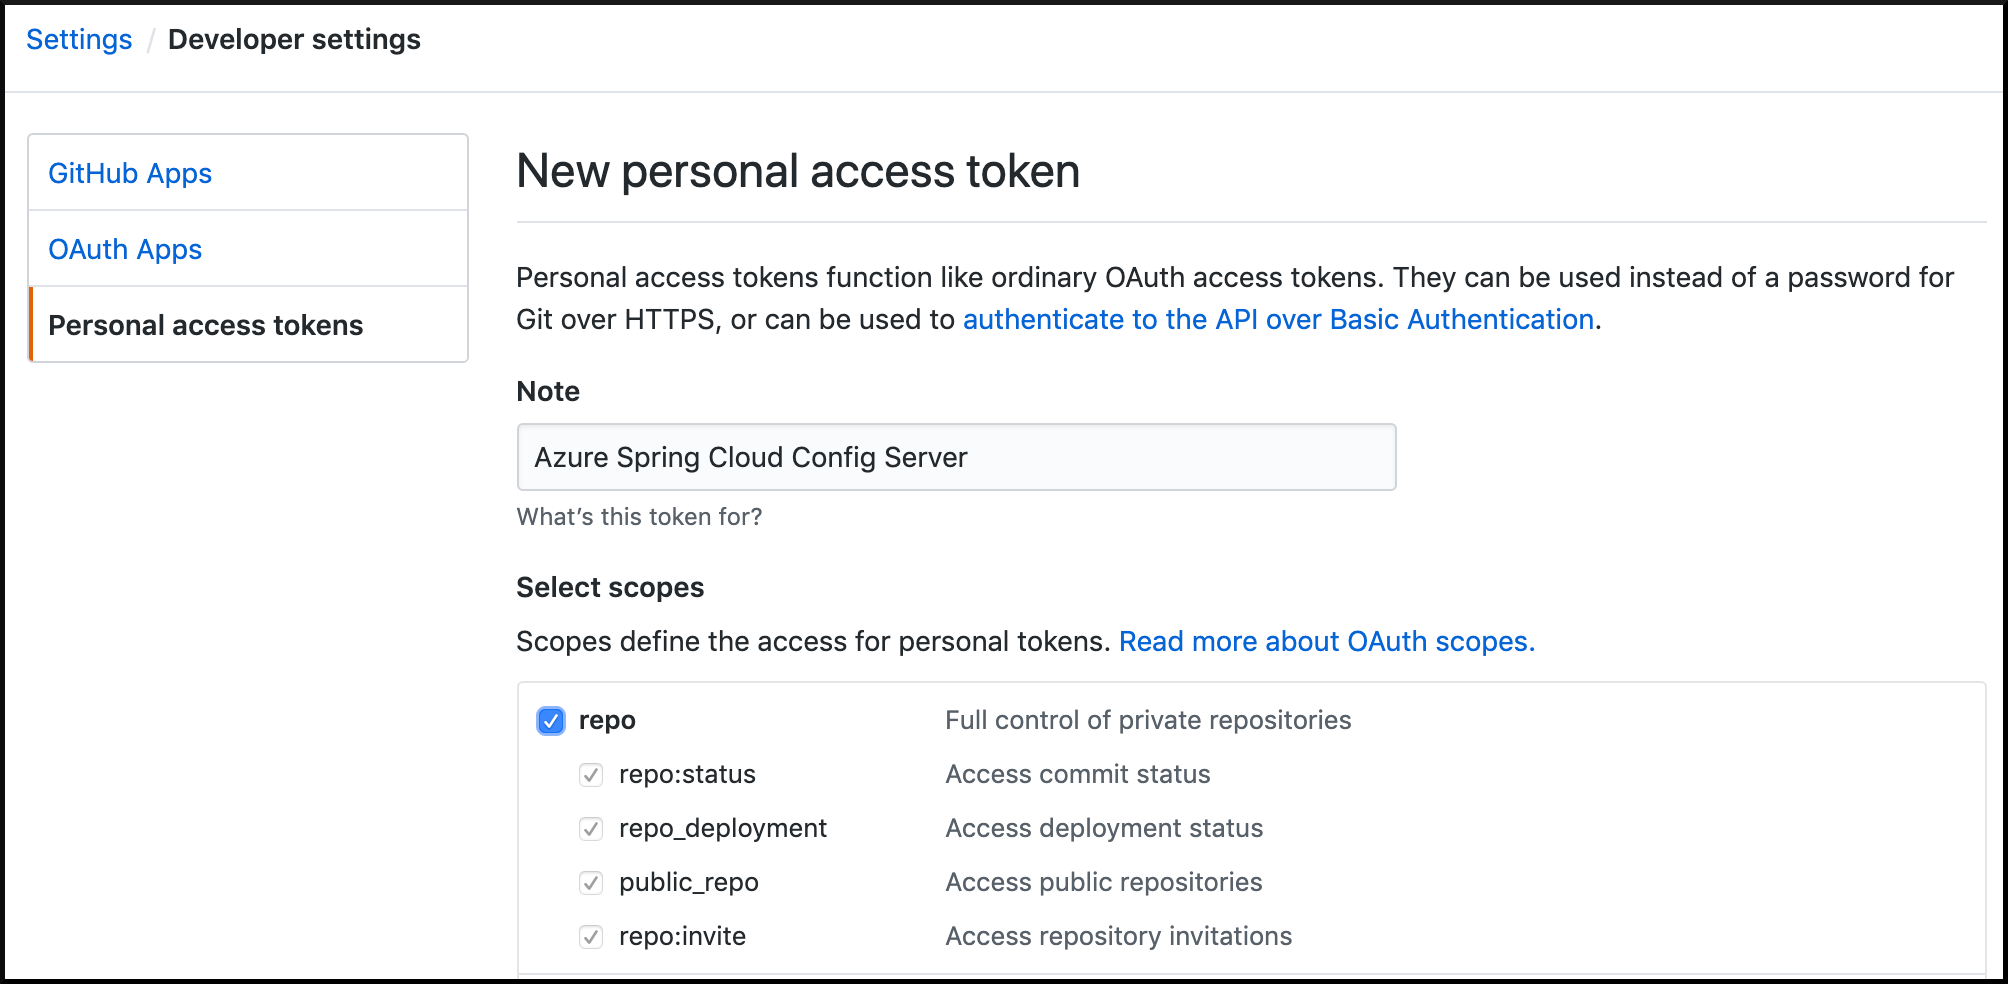 Settings / Developer settings
GitHub Apps
OAuth Apps
Personal access tokens
New personal access token
Personal access tokens function like ordinary OAuth access tokens. They can be used instead of a password for
Git over HTTPS, or can be used to authenticate to the API over Basic Authentication.
Note
Azure Spring Cloud Config Server
What’s this token for?
Select scopes
Scopes define the access for personal tokens. Read more about OAuth scopes.
repo Full control of private repositories
repo:status Access commit status
repo_deployment Access deployment status
public_repo Access public repositories
repo:invite Access repository invitations